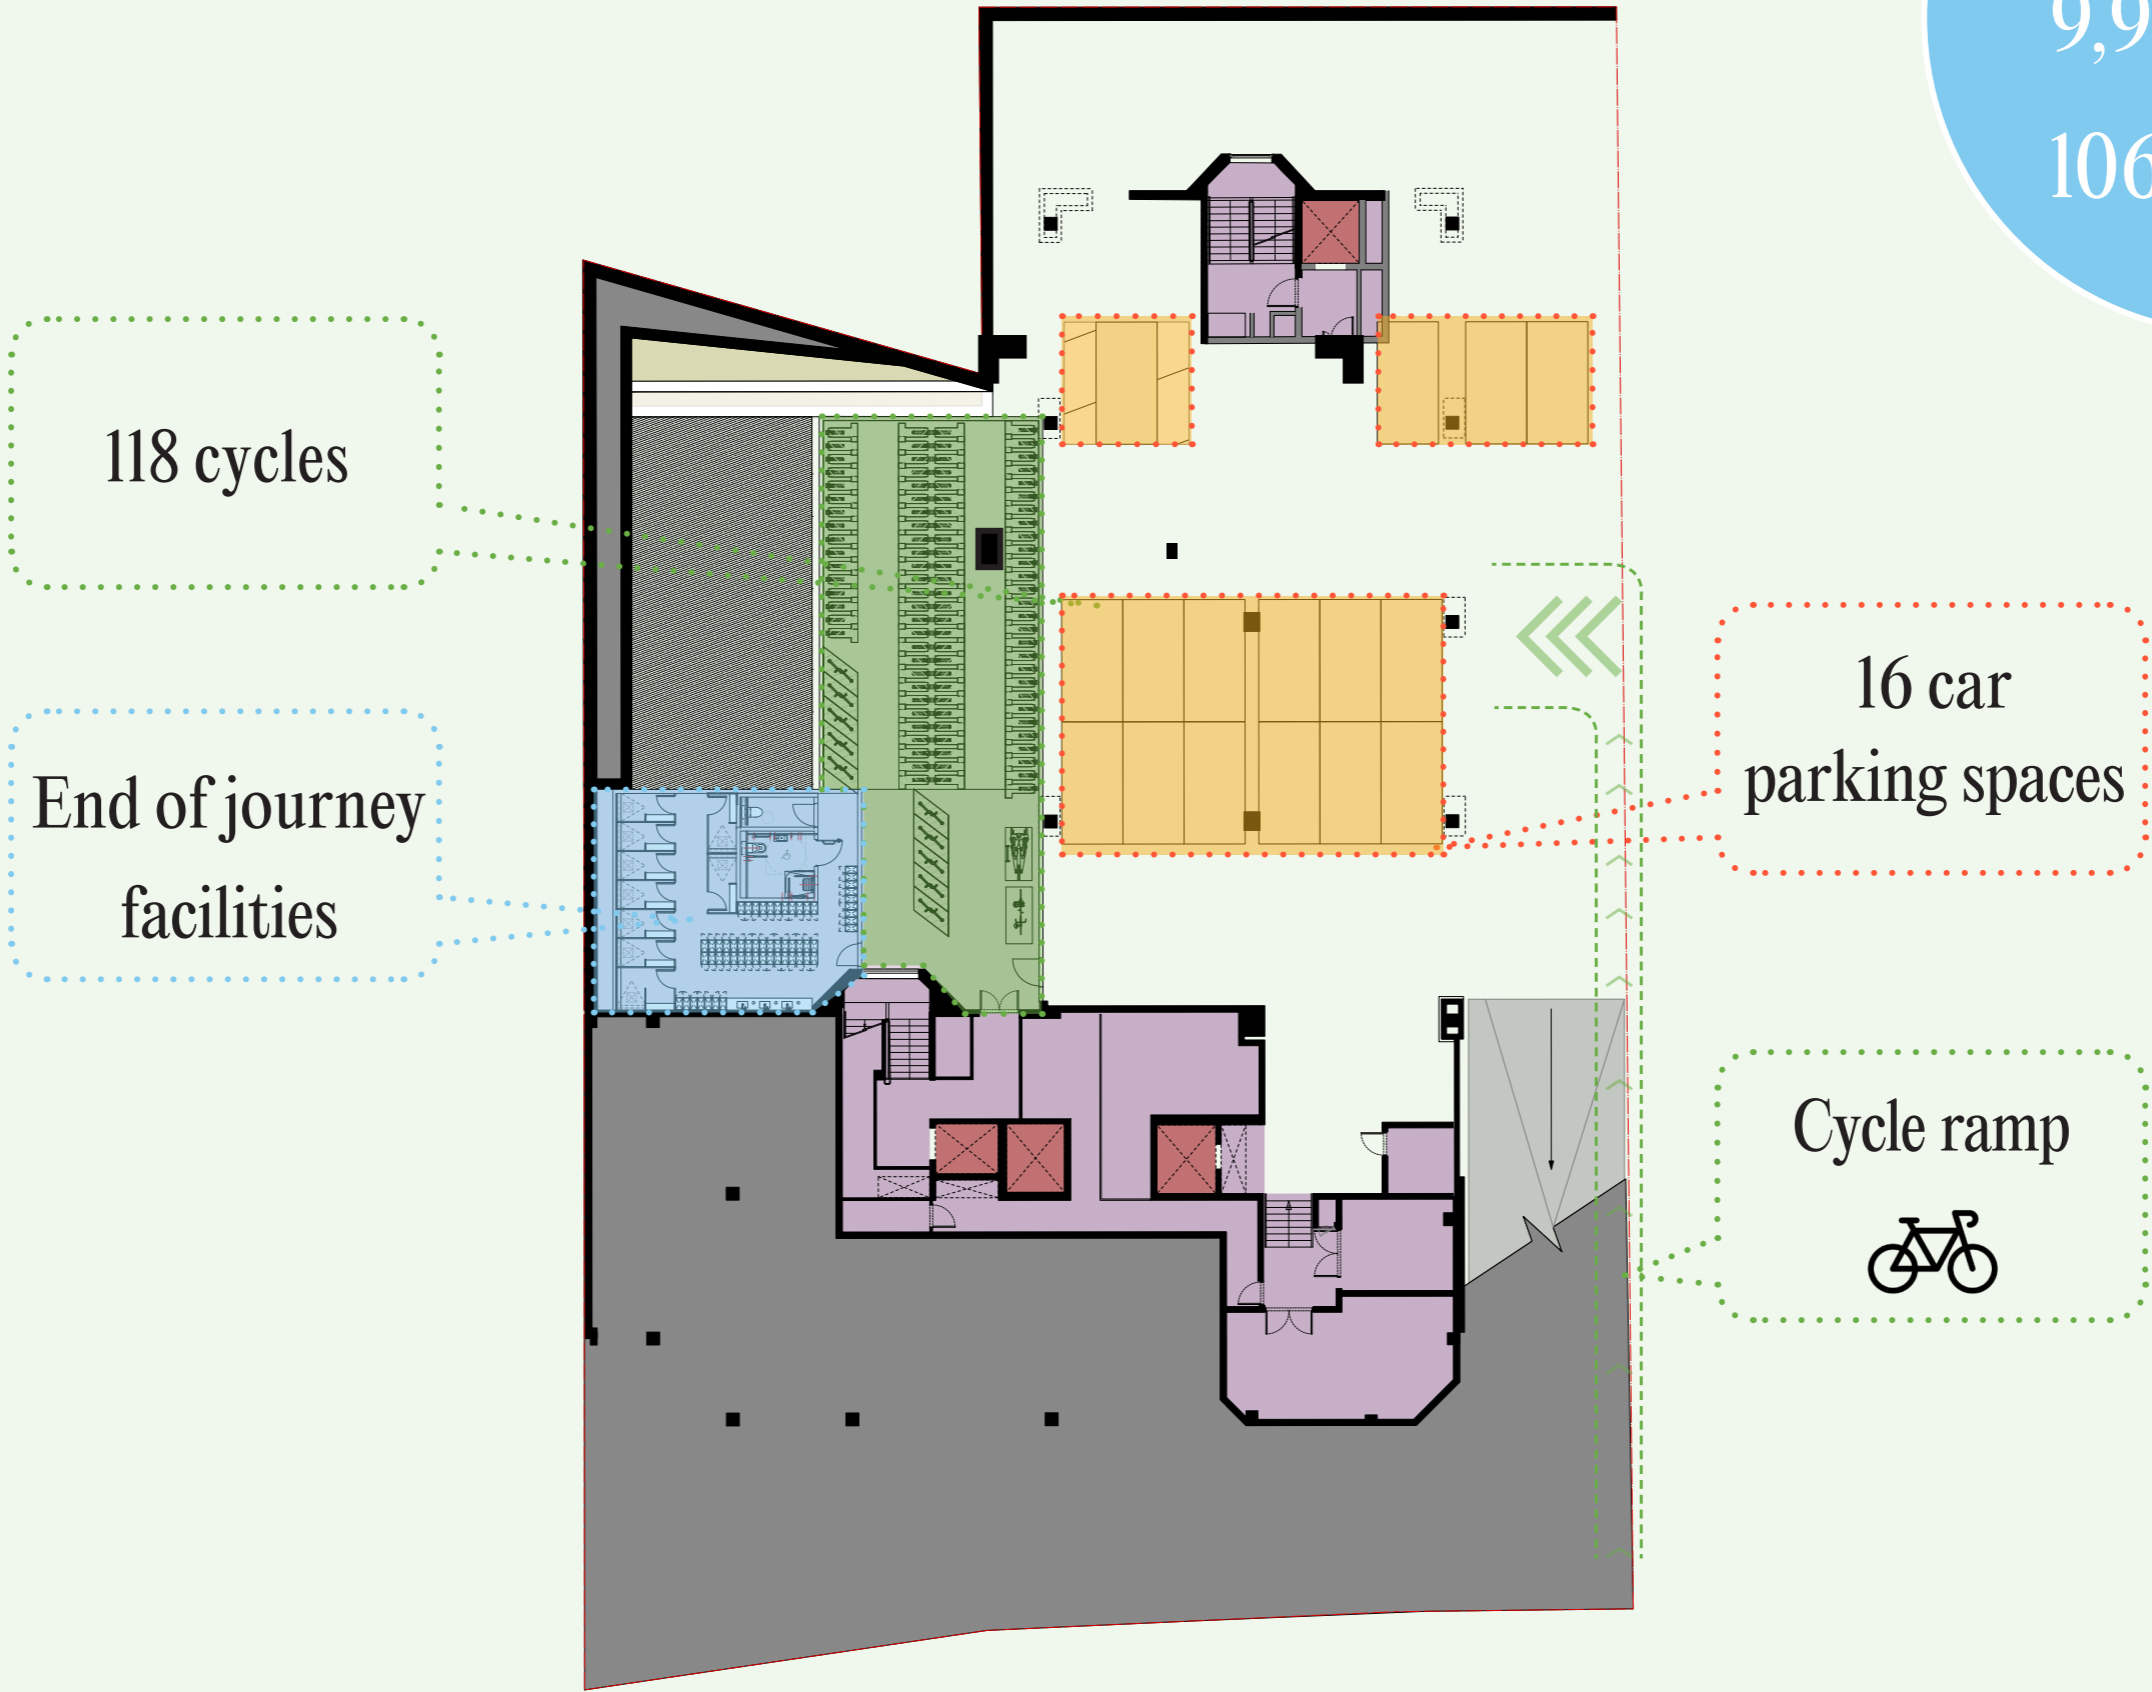 118 cycles
End of journey
facilities
16 car
parking spaces
Cycle ramp